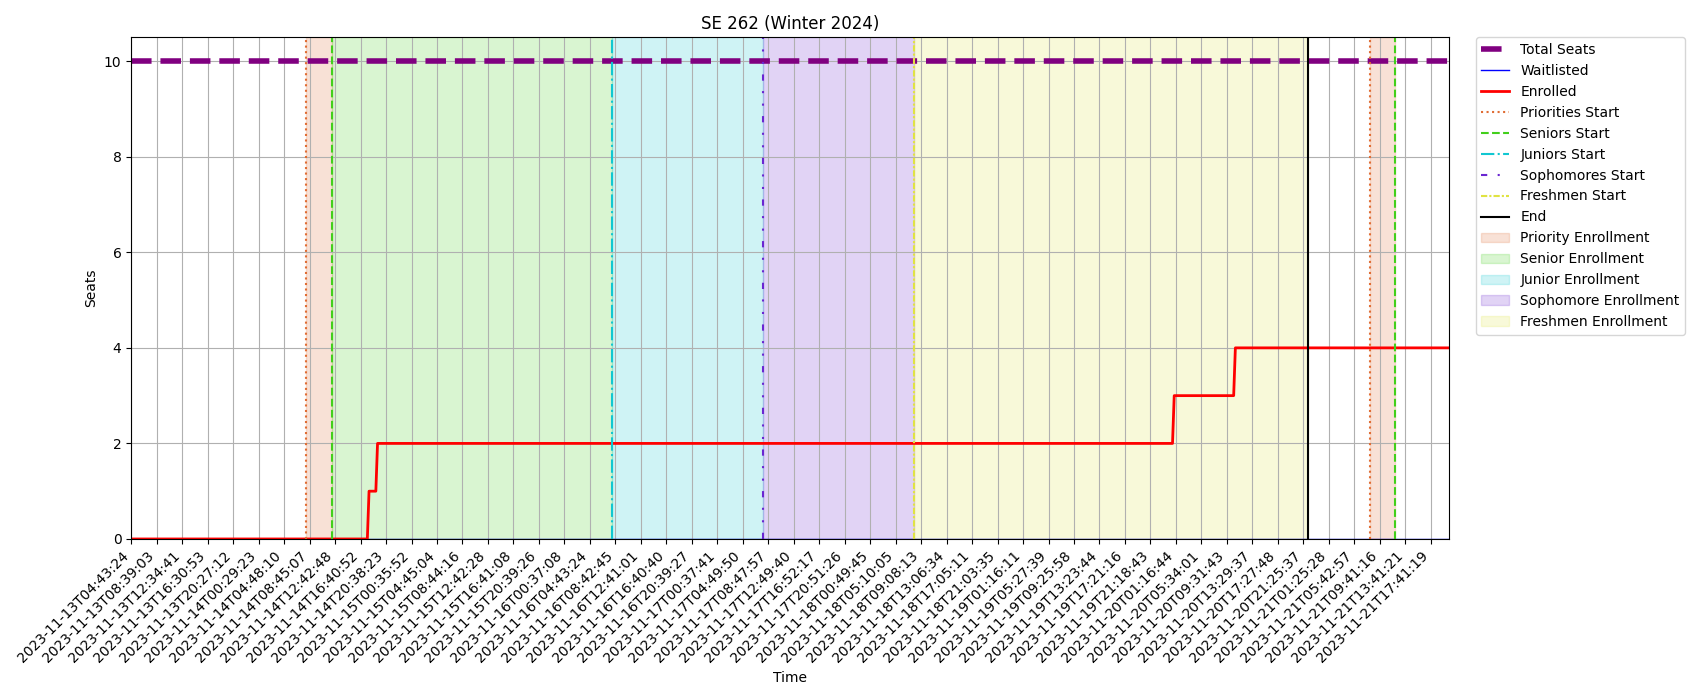 SE 262 (Winter 2024)
10
8
6
4
2
0
Seats
2023-11-13T04:43:24
2023-11-13T08:39:03
2023-11-13T12:34:41
2023-11-13T16:30:53
2023-11-13T20:27:12
2023-11-14T00:29:23
2023-11-14T04:48:10
2023-11-14T08:45:07
2023-11-14T12:42:48
2023-11-14T16:40:52
2023-11-14T20:38:23
2023-11-15T00:35:52
2023-11-15T04:45:04
2023-11-15T08:44:16
2023-11-15T12:42:28
2023-11-15T16:41:08
2023-11-15T20:39:26
2023-11-16T00:37:08
2023-11-16T04:43:24
2023-11-16T08:42:45
2023-11-16T12:41:01
2023-11-16T16:40:40
2023-11-16T20:39:27
2023-11-17T00:37:41
2023-11-17T04:49:50
2023-11-17T08:47:57
2023-11-17T12:49:40
2023-11-17T16:52:17
2023-11-17T20:51:26
2023-11-18T00:49:45
2023-11-18T05:10:05
2023-11-18T09:08:13
2023-11-18T13:06:34
2023-11-18T17:05:11
2023-11-18T21:03:35
2023-11-19T01:16:11
2023-11-19T05:27:39
2023-11-19T09:25:58
2023-11-19T13:23:44
2023-11-19T17:21:16
2023-11-19T21:18:43
2023-11-20T01:16:44
2023-11-20T05:34:01
2023-11-20T09:31:43
2023-11-20T13:29:37
2023-11-20T17:27:48
2023-11-20T21:25:37
2023-11-21T01:25:28
2023-11-21T05:42:57
2023-11-21T09:41:16
2023-11-21T13:41:21
2023-11-21T17:41:19
Time
Total Seats
Waitlisted
Enrolled
Priorities Start
Seniors Start
Juniors Start
Sophomores Start
Freshmen Start
End
Priority Enrollment
Senior Enrollment
Junior Enrollment
Sophomore Enrollment
Freshmen Enrollment